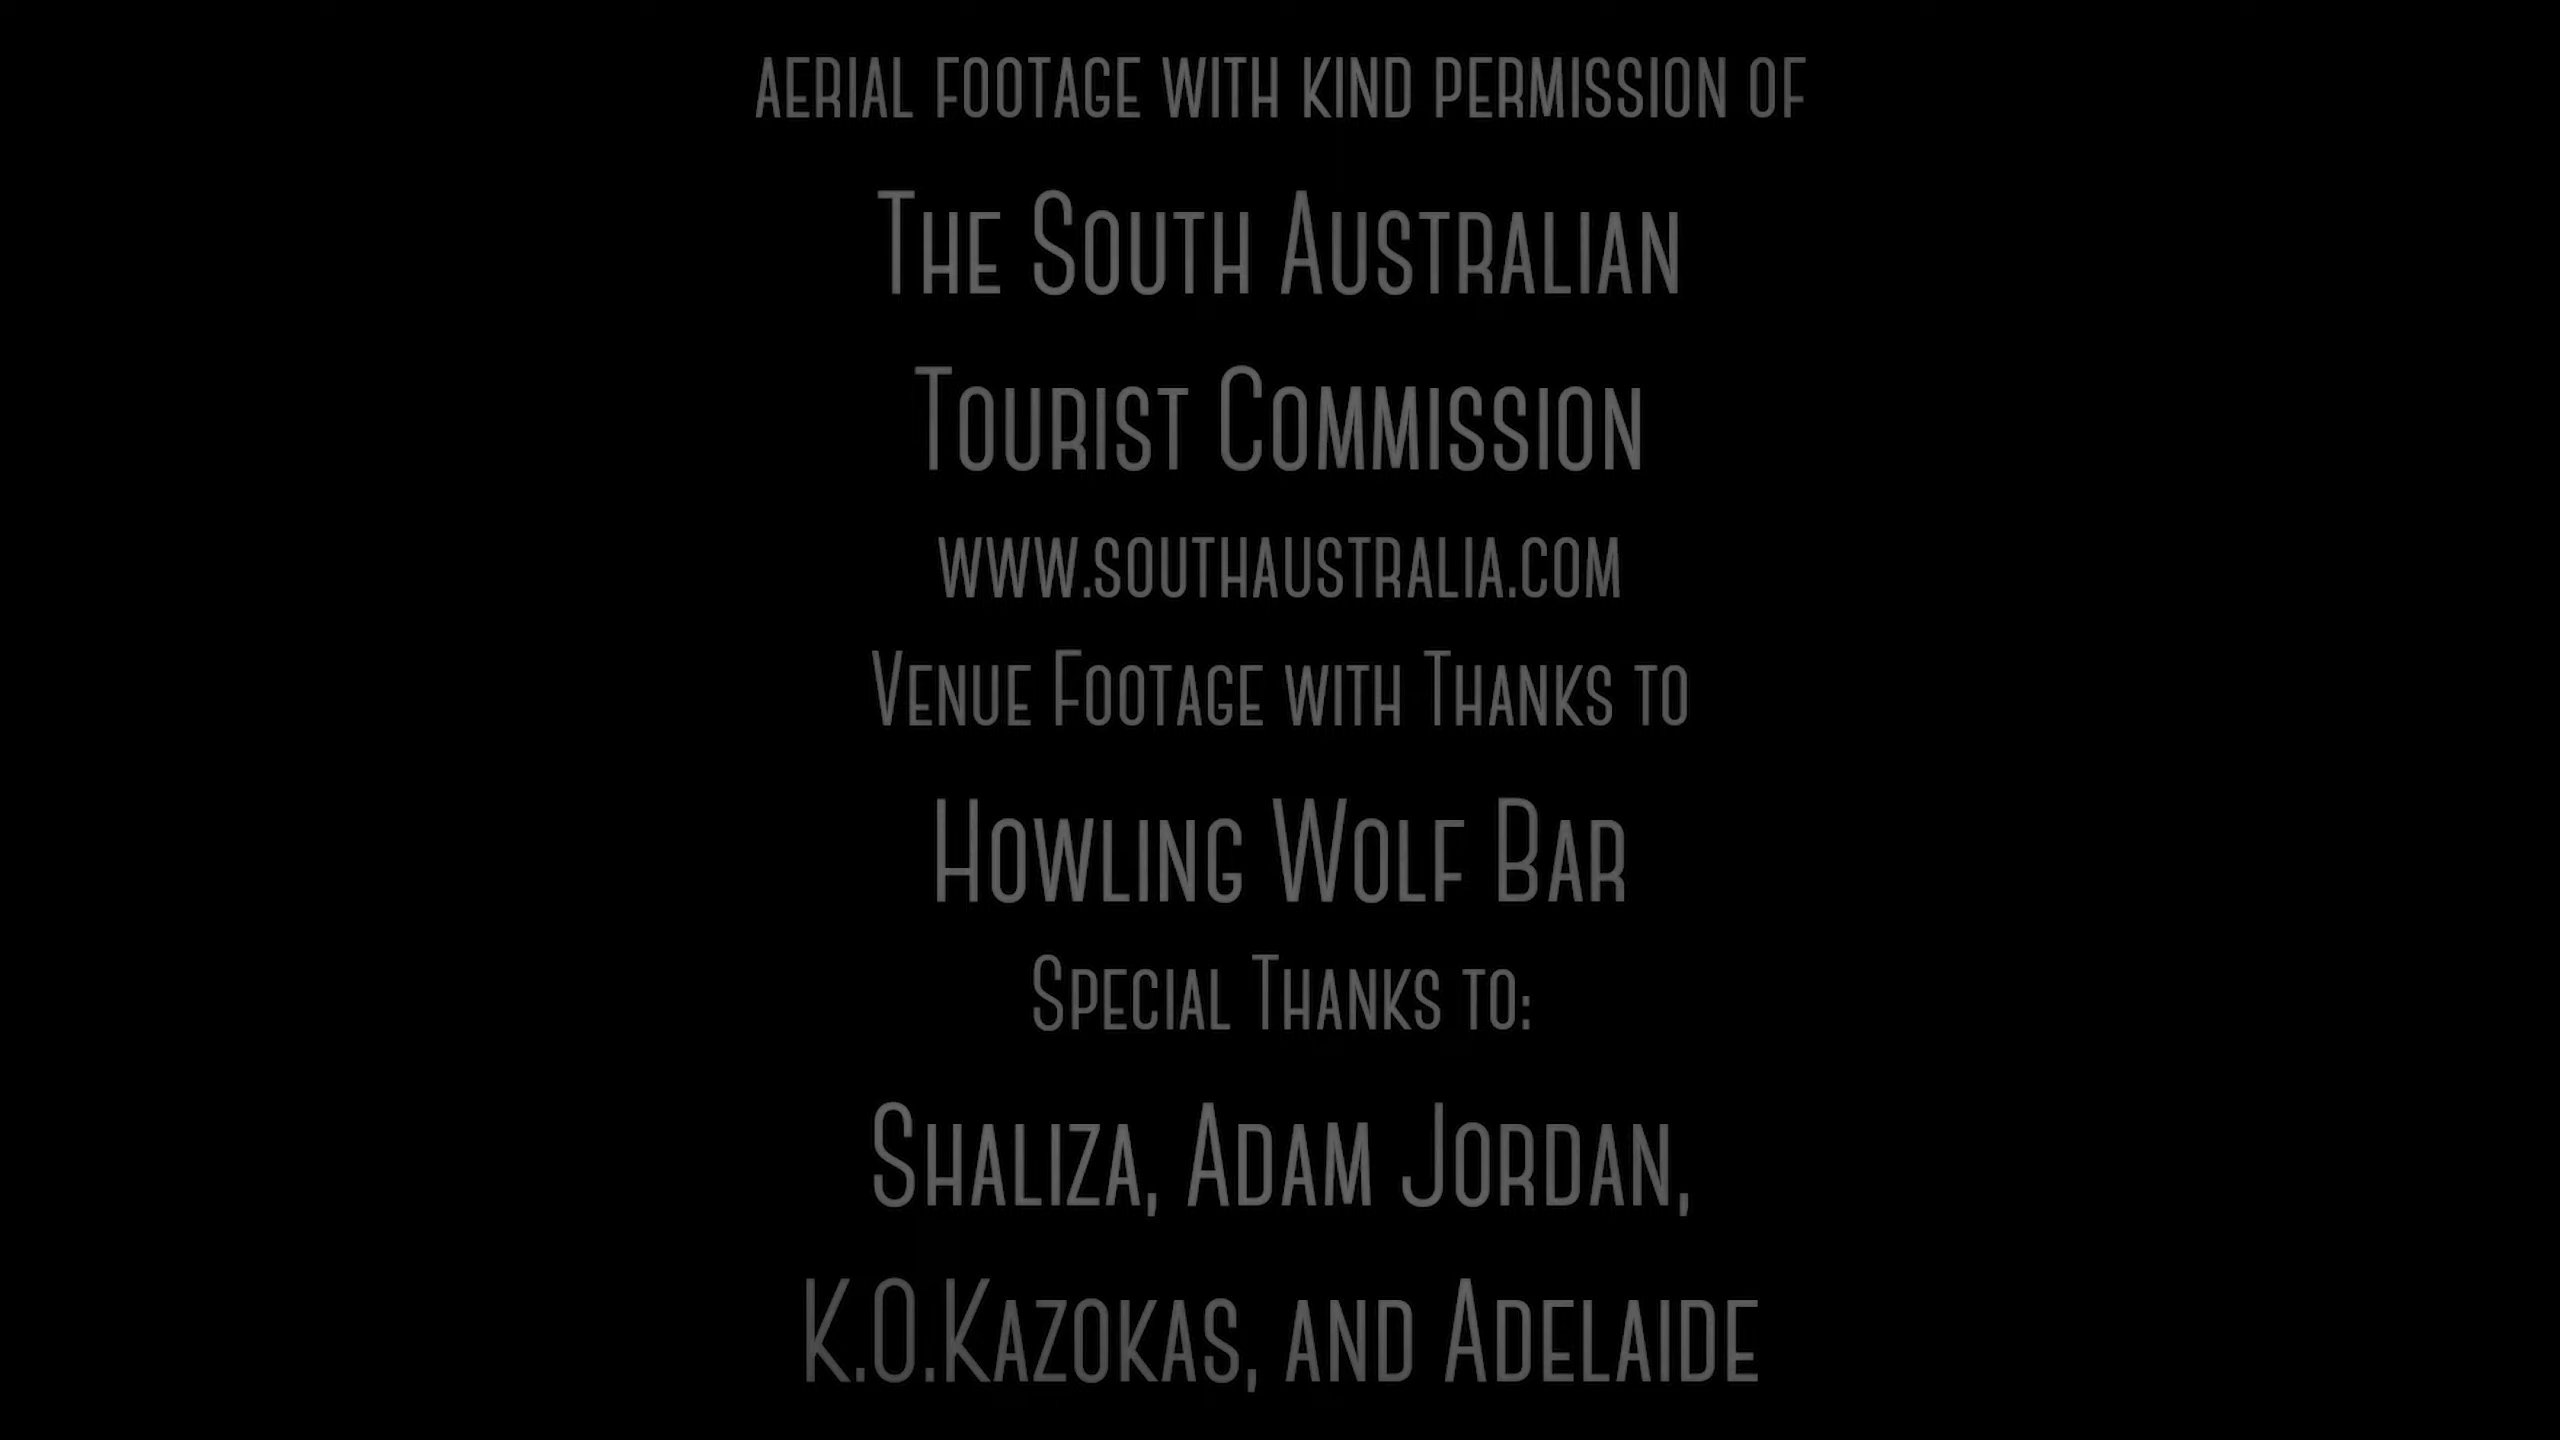 AERIAL FOOTAGE WITH KIND PERMISSION OF
THE SOUTH AUSTRALIAN
TOURIST COMMISSION
WWW.SOUTHAUSTRALIA.COM
VENUE FOOTAGE WITH THANKS TO
HOWLING WOLF BAR
SPECIAL THANKS TO:
SHALIZA, ADAM JORDAN,
K.O.KAZOKAS, AND ADELAIDE